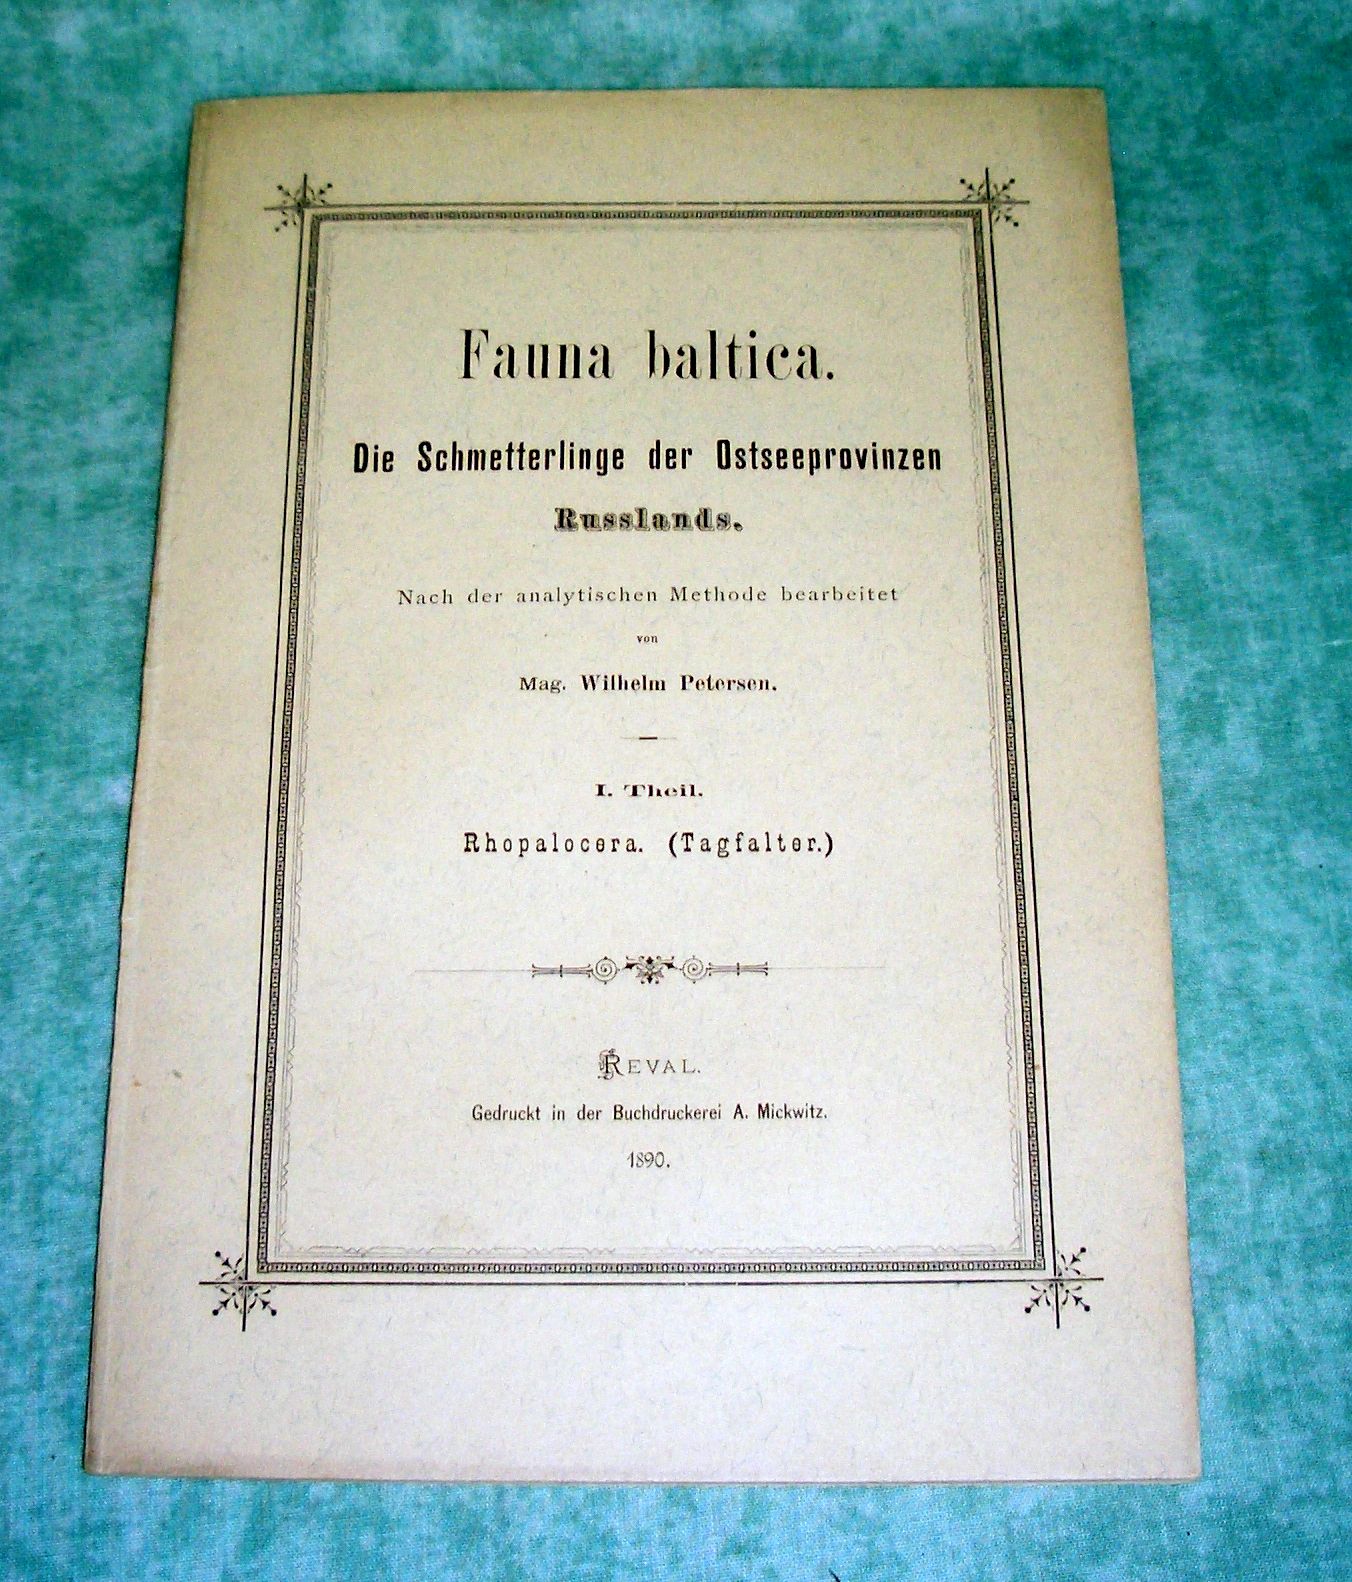 Fauna baltica.
Die Schmetterlinge der Ostseeprovinzen
Russlands.
Nach der analytischen Methode bearbeitet
von
Mag. Wilhelm Petersen.
I. Theil.
Rhopalocera. (Tagfalter.)
REVAL.
Gedruckt in der Buchdruckerei A. Mickwitz.
1890.